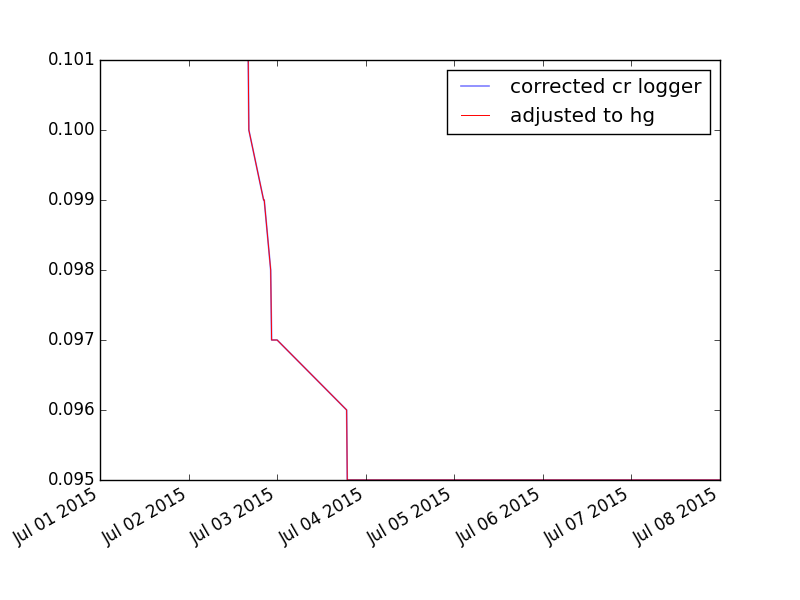 0.101
0.100
0.099
0.098
0.097
0.096
0.095
corrected cr logger
adjusted to hg
Jul 01 2015
Jul 02 2015
Jul 03 2015
Jul 04 2015
Jul 05 2015
Jul 06 2015
Jul 07 2015
Jul 08 2015